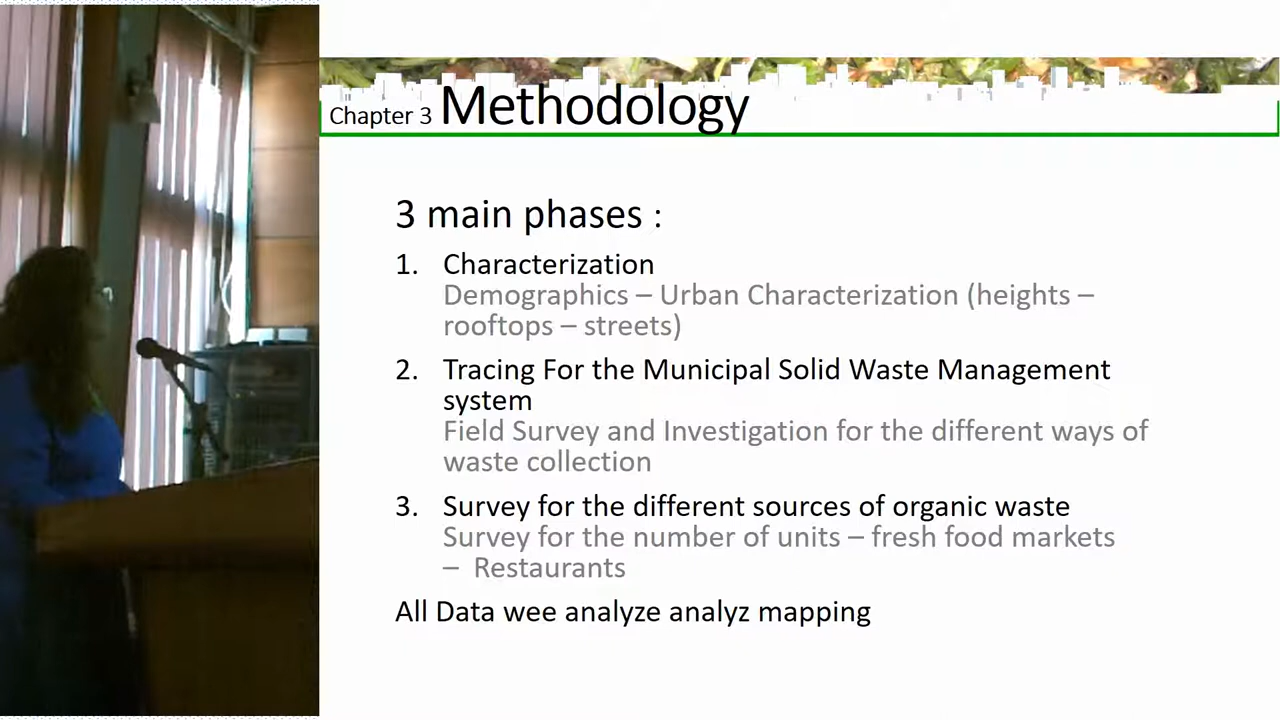 Chapter 3 Methodology
3 main phases :
1. Characterization
Demographics – Urban Characterization (heights –
rooftops – streets)
2. Tracing For the Municipal Solid Waste Management
system
Field Survey and Investigation for the different ways of
waste collection
3. Survey for the different sources of organic waste
Survey for the number of units – fresh food markets
– Restaurants
All Data wee analyze analyz mapping